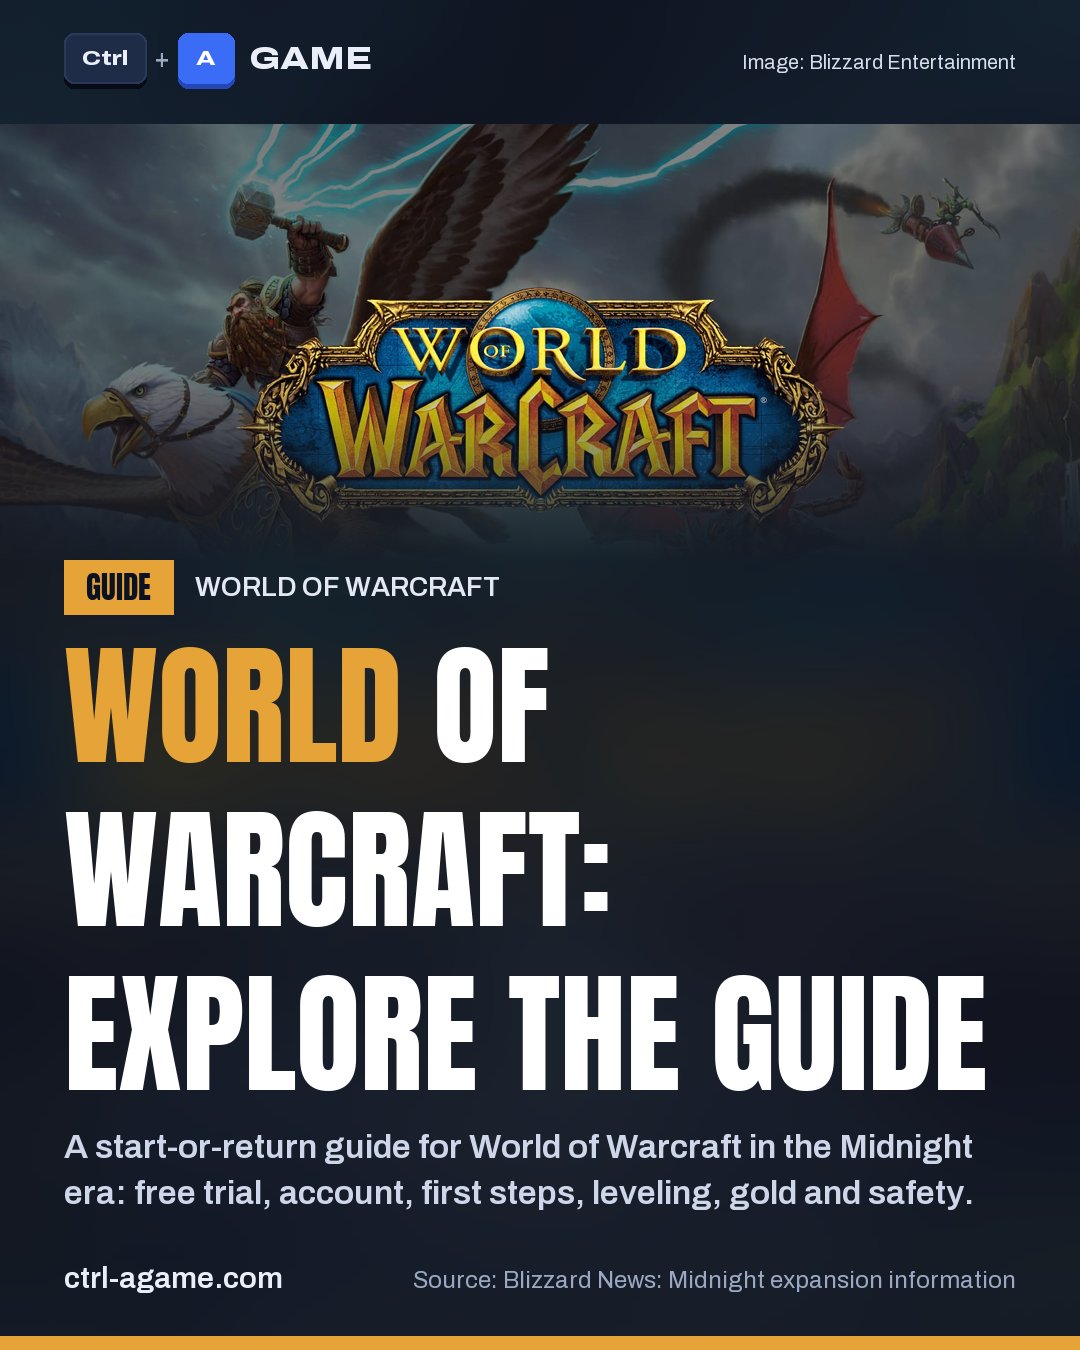 Ctrl + A GAME
Image: Blizzard Entertainment
WORLD OF
WARCRAFT®
GUIDE WORLD OF WARCRAFT
WORLD OF
WARCRAFT:
EXPLORE THE GUIDE
A start-or-return guide for World of Warcraft in the Midnight
era: free trial, account, first steps, leveling, gold and safety.
ctrl-agame.com
Source: Blizzard News: Midnight expansion information